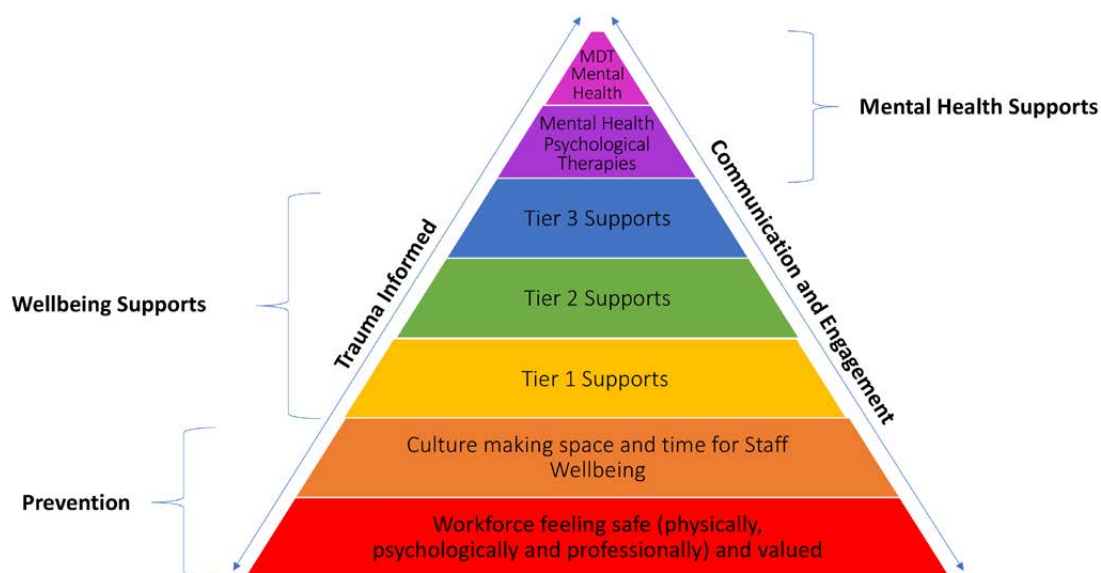 MDT
Mental
Health
Mental Health Supports
Mental Health
Psychological
Therapies
Communication and Engagement
Trauma Informed
Tier 3 Supports
Wellbeing Supports
Tier 2 Supports
Tier 1 Supports
Culture making space and time for Staff
Wellbeing
Prevention
Workforce feeling safe (physically,
psychologically and professionally) and valued